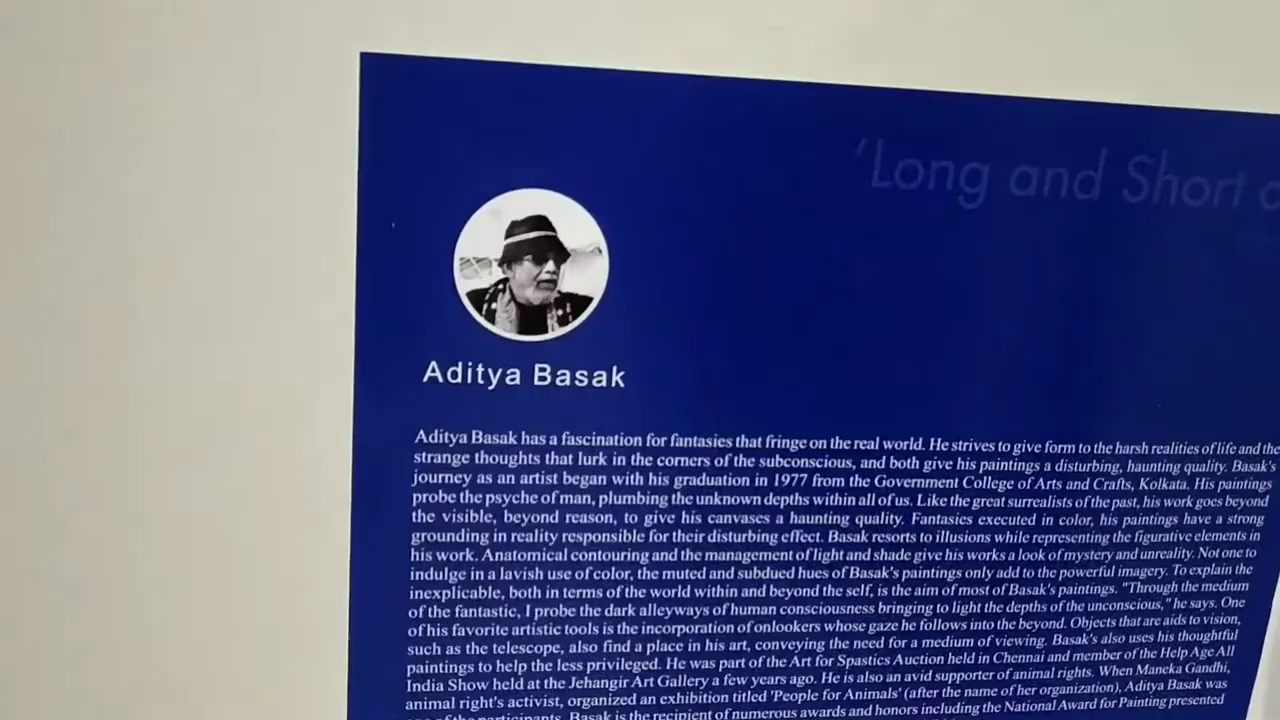 'Long and Short
Aditya Basak
Aditya Basak has a fascination for fantasies that fringe on the real world. He strives to give form to the harsh realities of life and the
strange thoughts that lurk in the corners of the subconscious, and both give his paintings a disturbing, haunting quality. Basak's
journey as an artist began with his graduation in 1977 from the Government College of Arts and Crafts, Kolkata. His paintings
probe the psyche of man, plumbing the unknown depths within all of us. Like the great surrealists of the past, his work goes beyond
the visible, beyond reason, to give his canvases a haunting quality. Fantasies executed in color, his paintings have a strong
grounding in reality responsible for their disturbing effect. Basak resorts to illusions while representing the figurative elements in
his work. Anatomical contouring and the management of light and shade give his works a look of mystery and unreality. Not one to
indulge in a lavish use of color, the muted and subdued hues of Basak's paintings only add to the powerful imagery. To explain the
inexplicable, both in terms of the world within and beyond the self, is the aim of most of Basak's paintings. "Through the medium
of the fantastic, I probe the dark alleyways of human consciousness bringing to light the depths of the unconscious," he says. One
of his favorite artistic tools is the incorporation of onlookers whose gaze he follows into the beyond. Objects that are aids to vision,
such as the telescope, also find a place in his art, conveying the need for a medium of viewing. Basak's also uses his thoughtful
paintings to help the less privileged. He was part of the Art for Spastics Auction held in Chennai and member of the Help Age All
India Show held at the Jehangir Art Gallery a few years ago. He is also an avid supporter of animal rights. When Maneka Gandhi,
animal right's activist, organized an exhibition titled 'People for Animals' (after the name of her organization), Aditya Basak was
one of the participants. Basak is the recipient of numerous awards and honors including the National Award for Painting presented